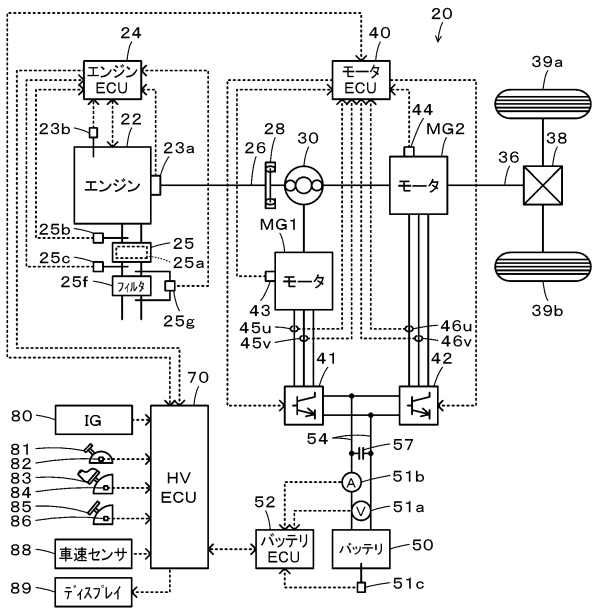 20
24
40
39a
エンジン
ECU
モータ
ECU
23b
22
23a
28
30
44
MG2
38
26
36
エンジン
モータ
25b
25
MG1
25c
25a
モータ
25f
フィルタ
43
39b
25g
45u
46u
45v
46v
70
41
42
80
IG
54
57
81
82
83
HV
ECU
51b
A
84
85
52
51a
V
86
88
車速センサ
バッテリ
ECU
バッテリ
50
89
ディスプレイ
51c